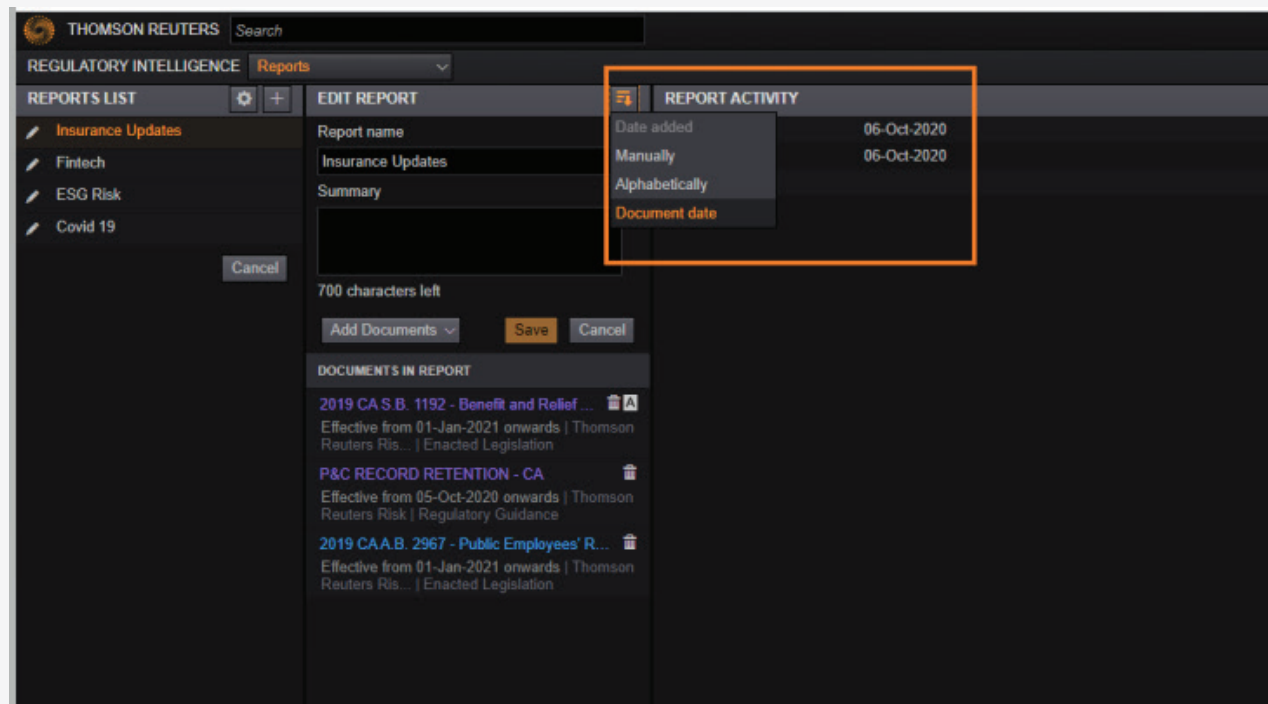 THOMSON REUTERS Search
REGULATORY INTELLIGENCE Reports
REPORTS LIST
Insurance Updates
Fintech
ESG Risk
Covid 19
Cancel
EDIT REPORT
Report name
Insurance Updates
Summary
700 characters left
Add Documents Save Cancel
DOCUMENTS IN REPORT
2019 CA S.B. 1192 - Benefit and Relief ... A
Effective from 01-Jan-2021 onwards | Thomson
Reuters Ris... | Enacted Legislation
P&C RECORD RETENTION - CA
Effective from 05-Oct-2020 onwards | Thomson
Reuters Risk | Regulatory Guidance
2019 CA A.B. 2967 - Public Employees' R...
Effective from 01-Jan-2021 onwards | Thomson
Reuters Ris... | Enacted Legislation
Date added
Manually
Alphabetically
Document date
REPORT ACTIVITY
06-Oct-2020
06-Oct-2020